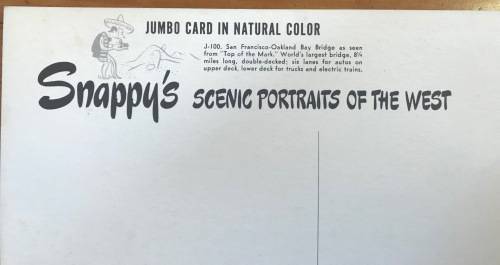 JUMBO CARD IN NATURAL COLOR
J-100. San Francisco-Oakland Bay Bridge as seen
from "Top of the Mark." World's largest bridge, 8¼
miles long, double-decked; six lanes for autos on
upper deck, lower deck for trucks and electric trains.
Snappy's SCENIC PORTRAITS OF THE WEST